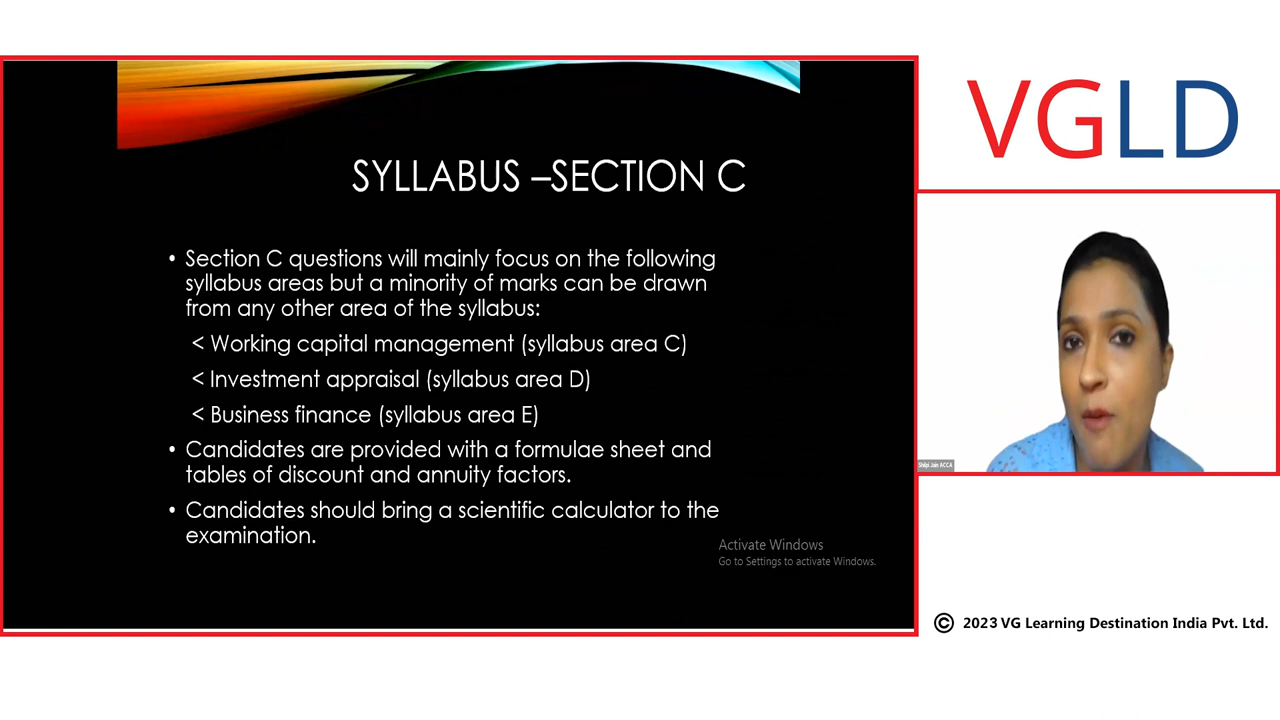 SYLLABUS –SECTION C
• Section C questions will mainly focus on the following
syllabus areas but a minority of marks can be drawn
from any other area of the syllabus:
< Working capital management (syllabus area C)
< Investment appraisal (syllabus area D)
< Business finance (syllabus area E)
• Candidates are provided with a formulae sheet and
tables of discount and annuity factors.
• Candidates should bring a scientific calculator to the
examination.
Activate Windows
Go to Settings to activate Windows.
VGLD
Shilpi Jain ACCA
© 2023 VG Learning Destination India Pvt. Ltd.